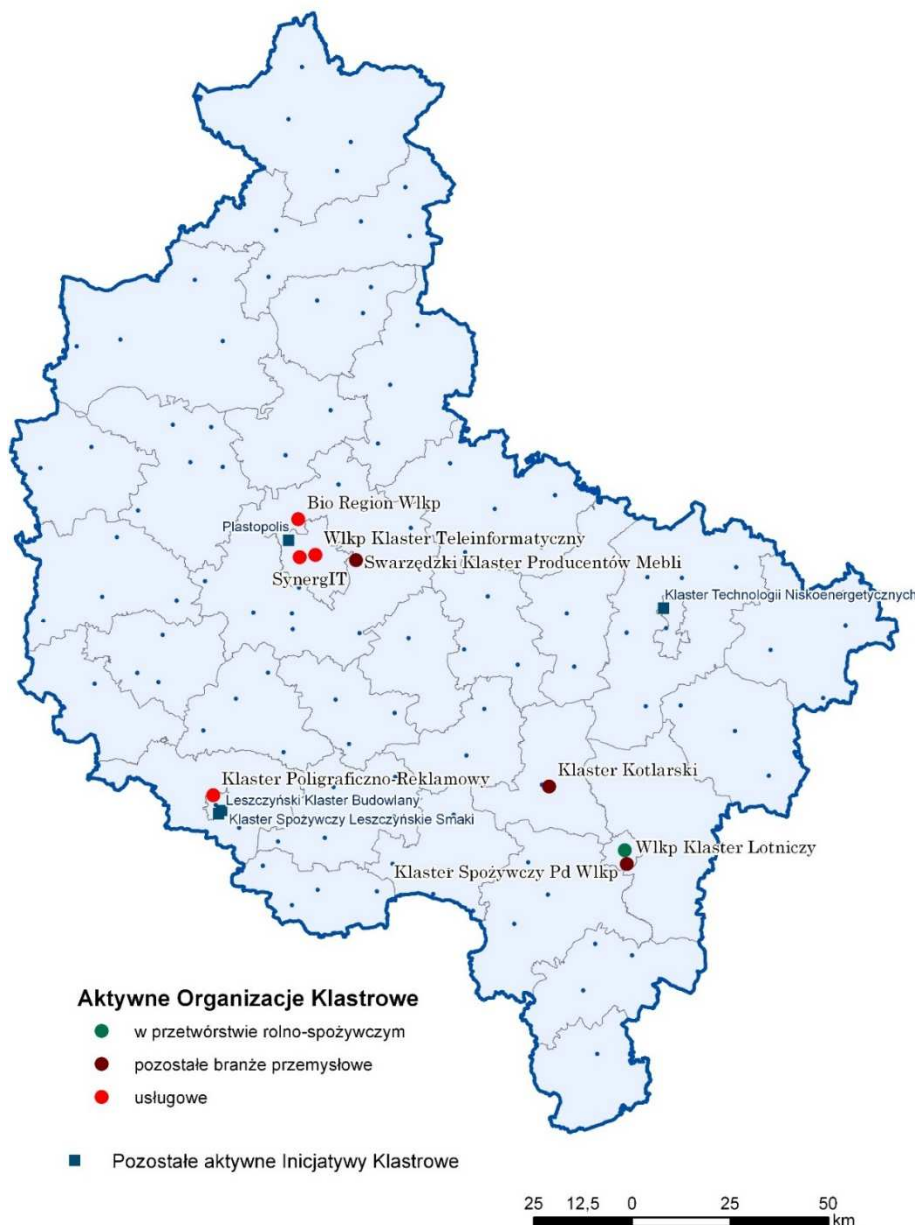 Bio Region Wlkp
Plastopolis
Wlkp Klaster Teleinformatyczny
Swarzędzki Klaster Producentów Mebli
SynergIT
Klaster Technologii Niskoenergetycznych
Klaster Kotlarski
Klaster Poligraficzno-Reklamowy
Leszczyński Klaster Budowlany
Klaster Spożywczy Leszczyńskie Smaki
Wlkp Klaster Lotniczy
Klaster Spożywczy Pd Wlkp
Aktywne Organizacje Klastrowe
w przetwórstwie rolno-spożywczym
pozostałe branże przemysłowe
usługowe
Pozostałe aktywne Inicjatywy Klastrowe
25 12,5 0 25 50
km